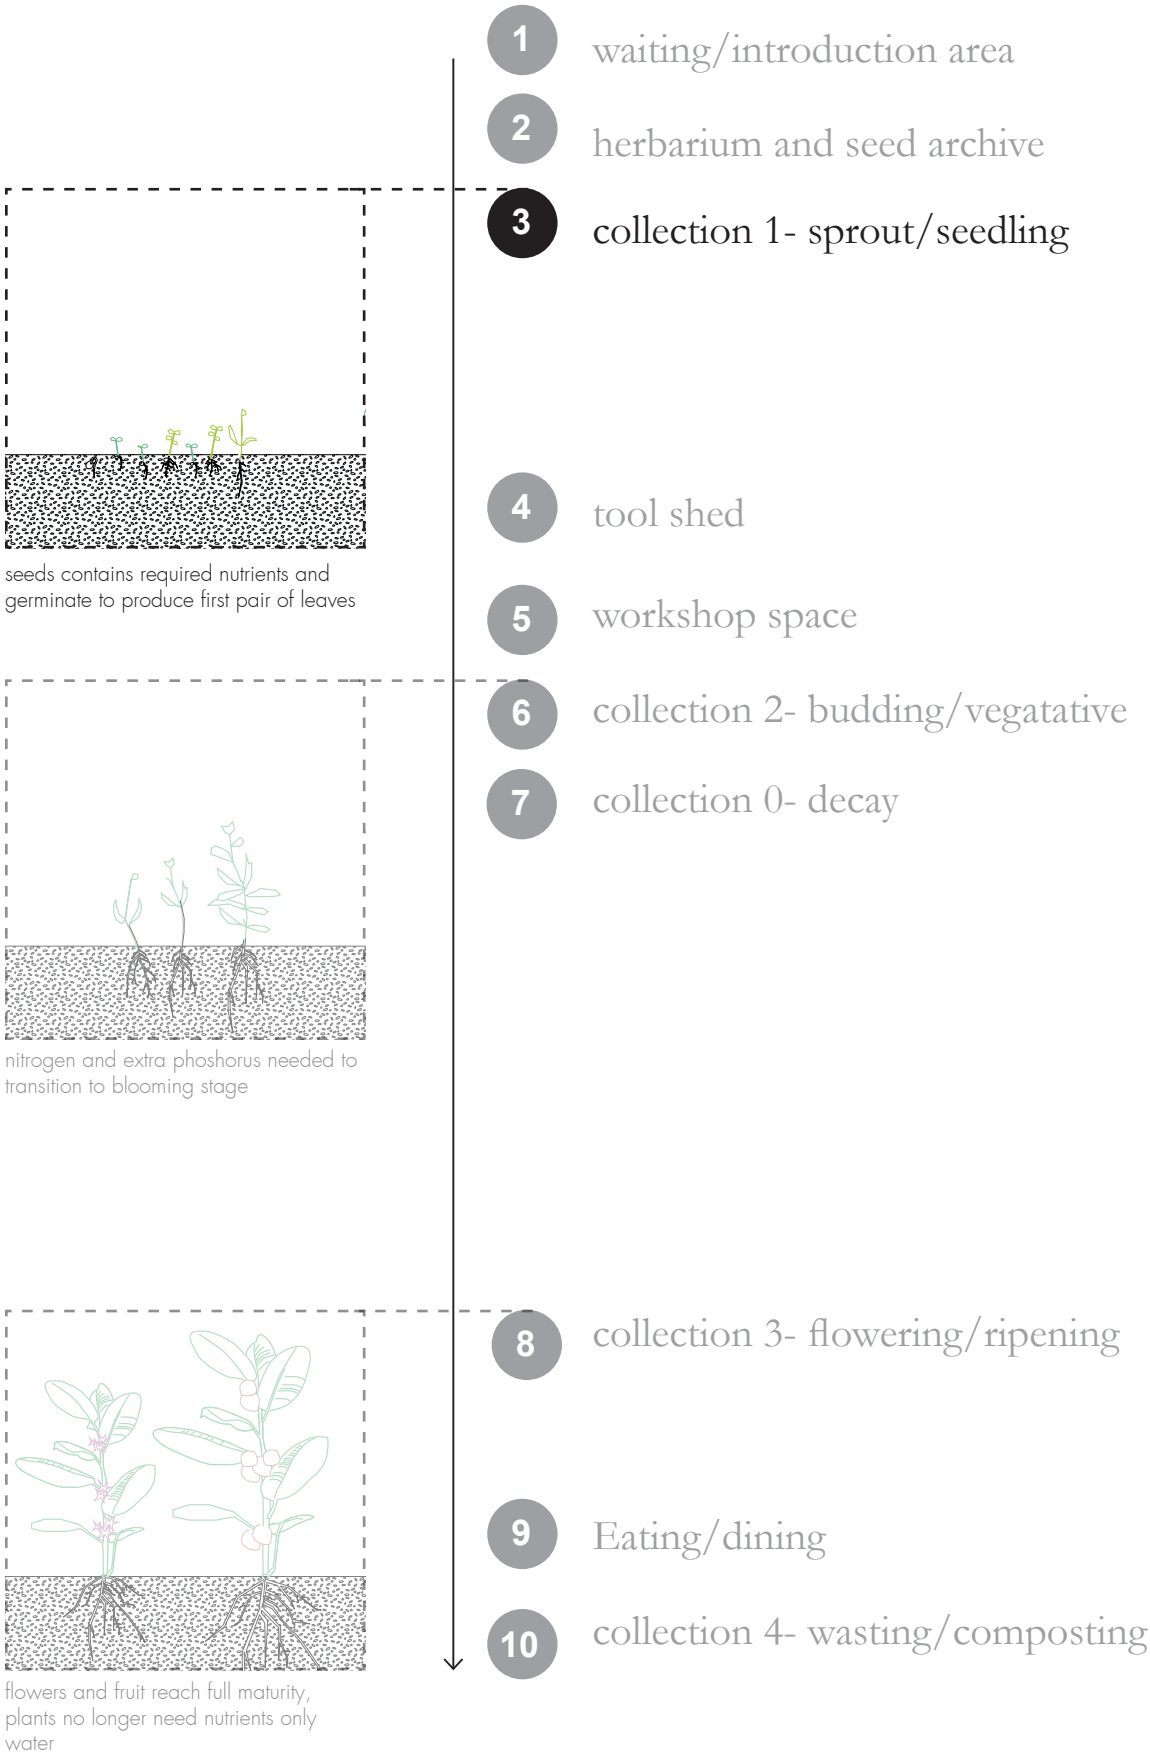 1 waiting/introduction area
2 herbarium and seed archive
3 collection 1- sprout/seedling
seeds contains required nutrients and
germinate to produce first pair of leaves
4 tool shed
5 workshop space
6 collection 2- budding/vegatative
7 collection 0- decay
nitrogen and extra phoshorus needed to
transition to blooming stage
8 collection 3- flowering/ripening
9 Eating/dining
10 collection 4- wasting/composting
flowers and fruit reach full maturity,
plants no longer need nutrients only
water